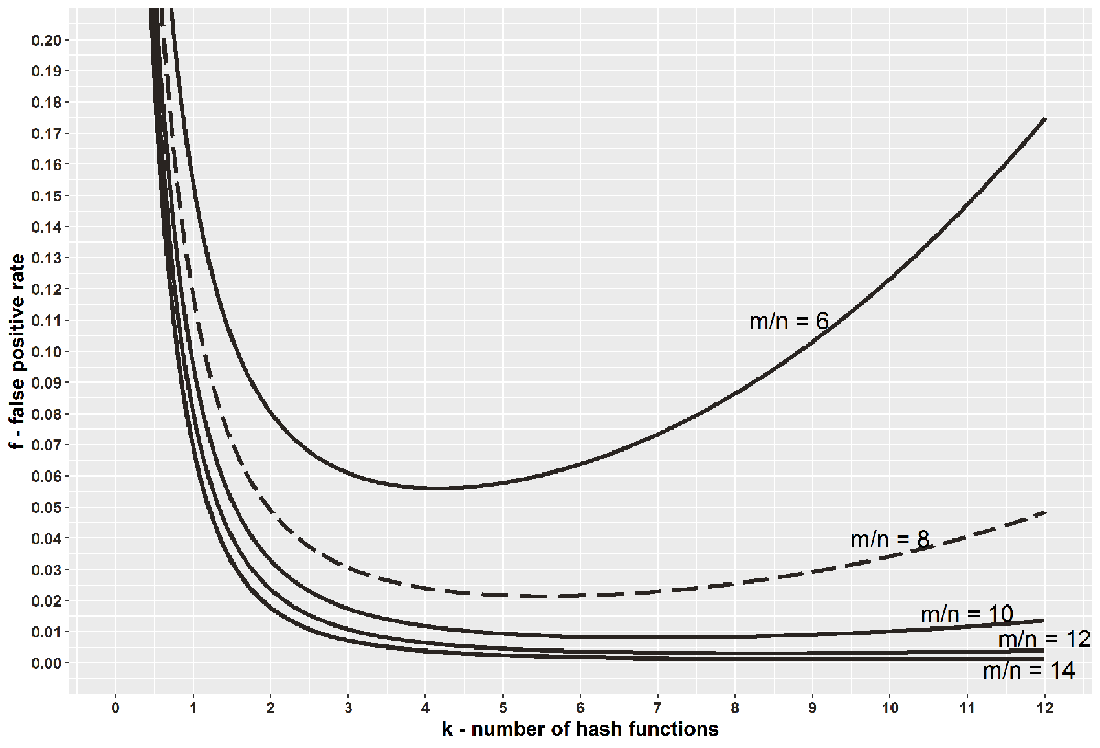 0.20
0.19
0.18
0.17
0.16
0.15
0.14
0.13
0.12
0.11
0.10
0.09
0.08
0.07
0.06
0.05
0.04
0.03
0.02
0.01
0.00
f - false positive rate
m/n = 6
m/n = 8
m/n = 10
m/n = 12
m/n = 14
0 1 2 3 4 5 6 7 8 9 10 11 12
k - number of hash functions